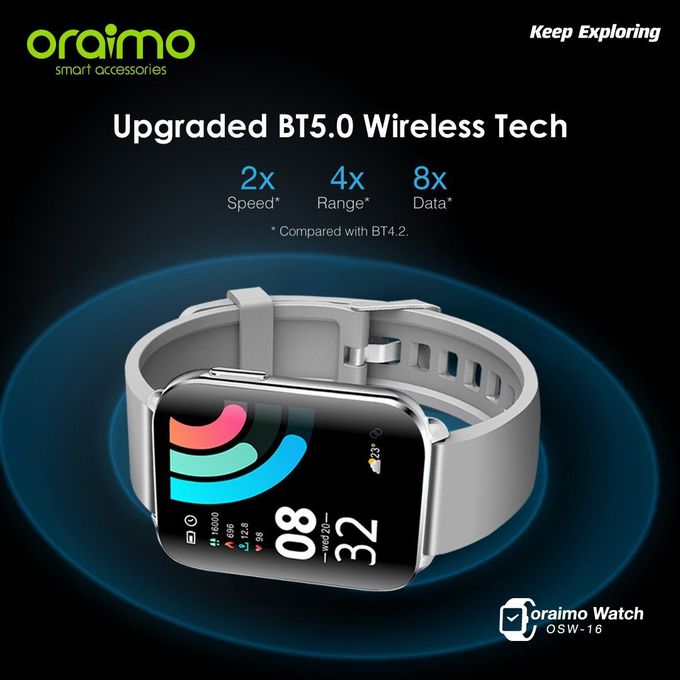 oraimo
smart accessories
Keep Exploring
Upgraded BT5.0 Wireless Tech
2x 4x 8x
Speed* Range* Data*
* Compared with BT4.2.
23°
16000
696
12.8
98
08
wed 20
32
oraimo Watch
OSW-16